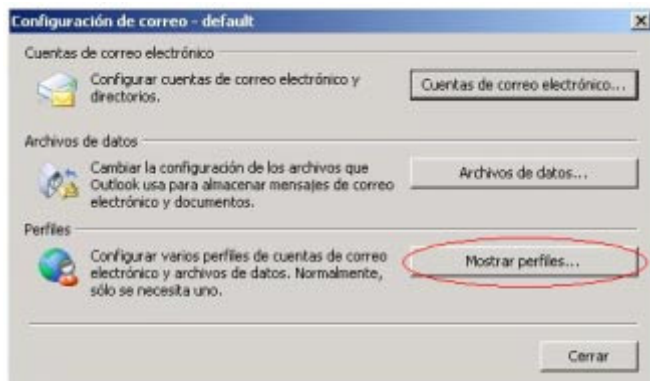 Configuración de correo - default
Cuentas de correo electrónico
Configurar cuentas de correo electrónico y
directorios.
Cuentas de correo electrónico...
Archivos de datos
Cambiar la configuración de los archivos que
Outlook usa para almacenar mensajes de correo
electrónico y documentos.
Archivos de datos...
Perfiles
Configurar varios perfiles de cuentas de correo
electrónico y archivos de datos. Normalmente,
sólo se necesita uno.
Mostrar perfiles...
Cerrar